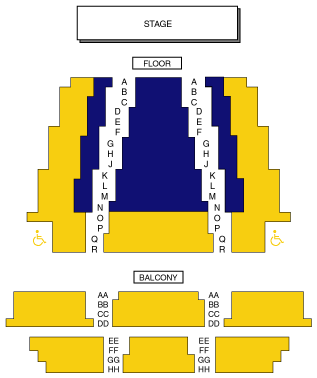 STAGE
FLOOR
A A
B B
C C
D D
E E
F F
G G
H H
J J
K K
L L
M M
N N
O O
P P
Q Q
R R
BALCONY
AA AA
BB BB
CC CC
DD DD
EE EE
FF FF
GG GG
HH HH